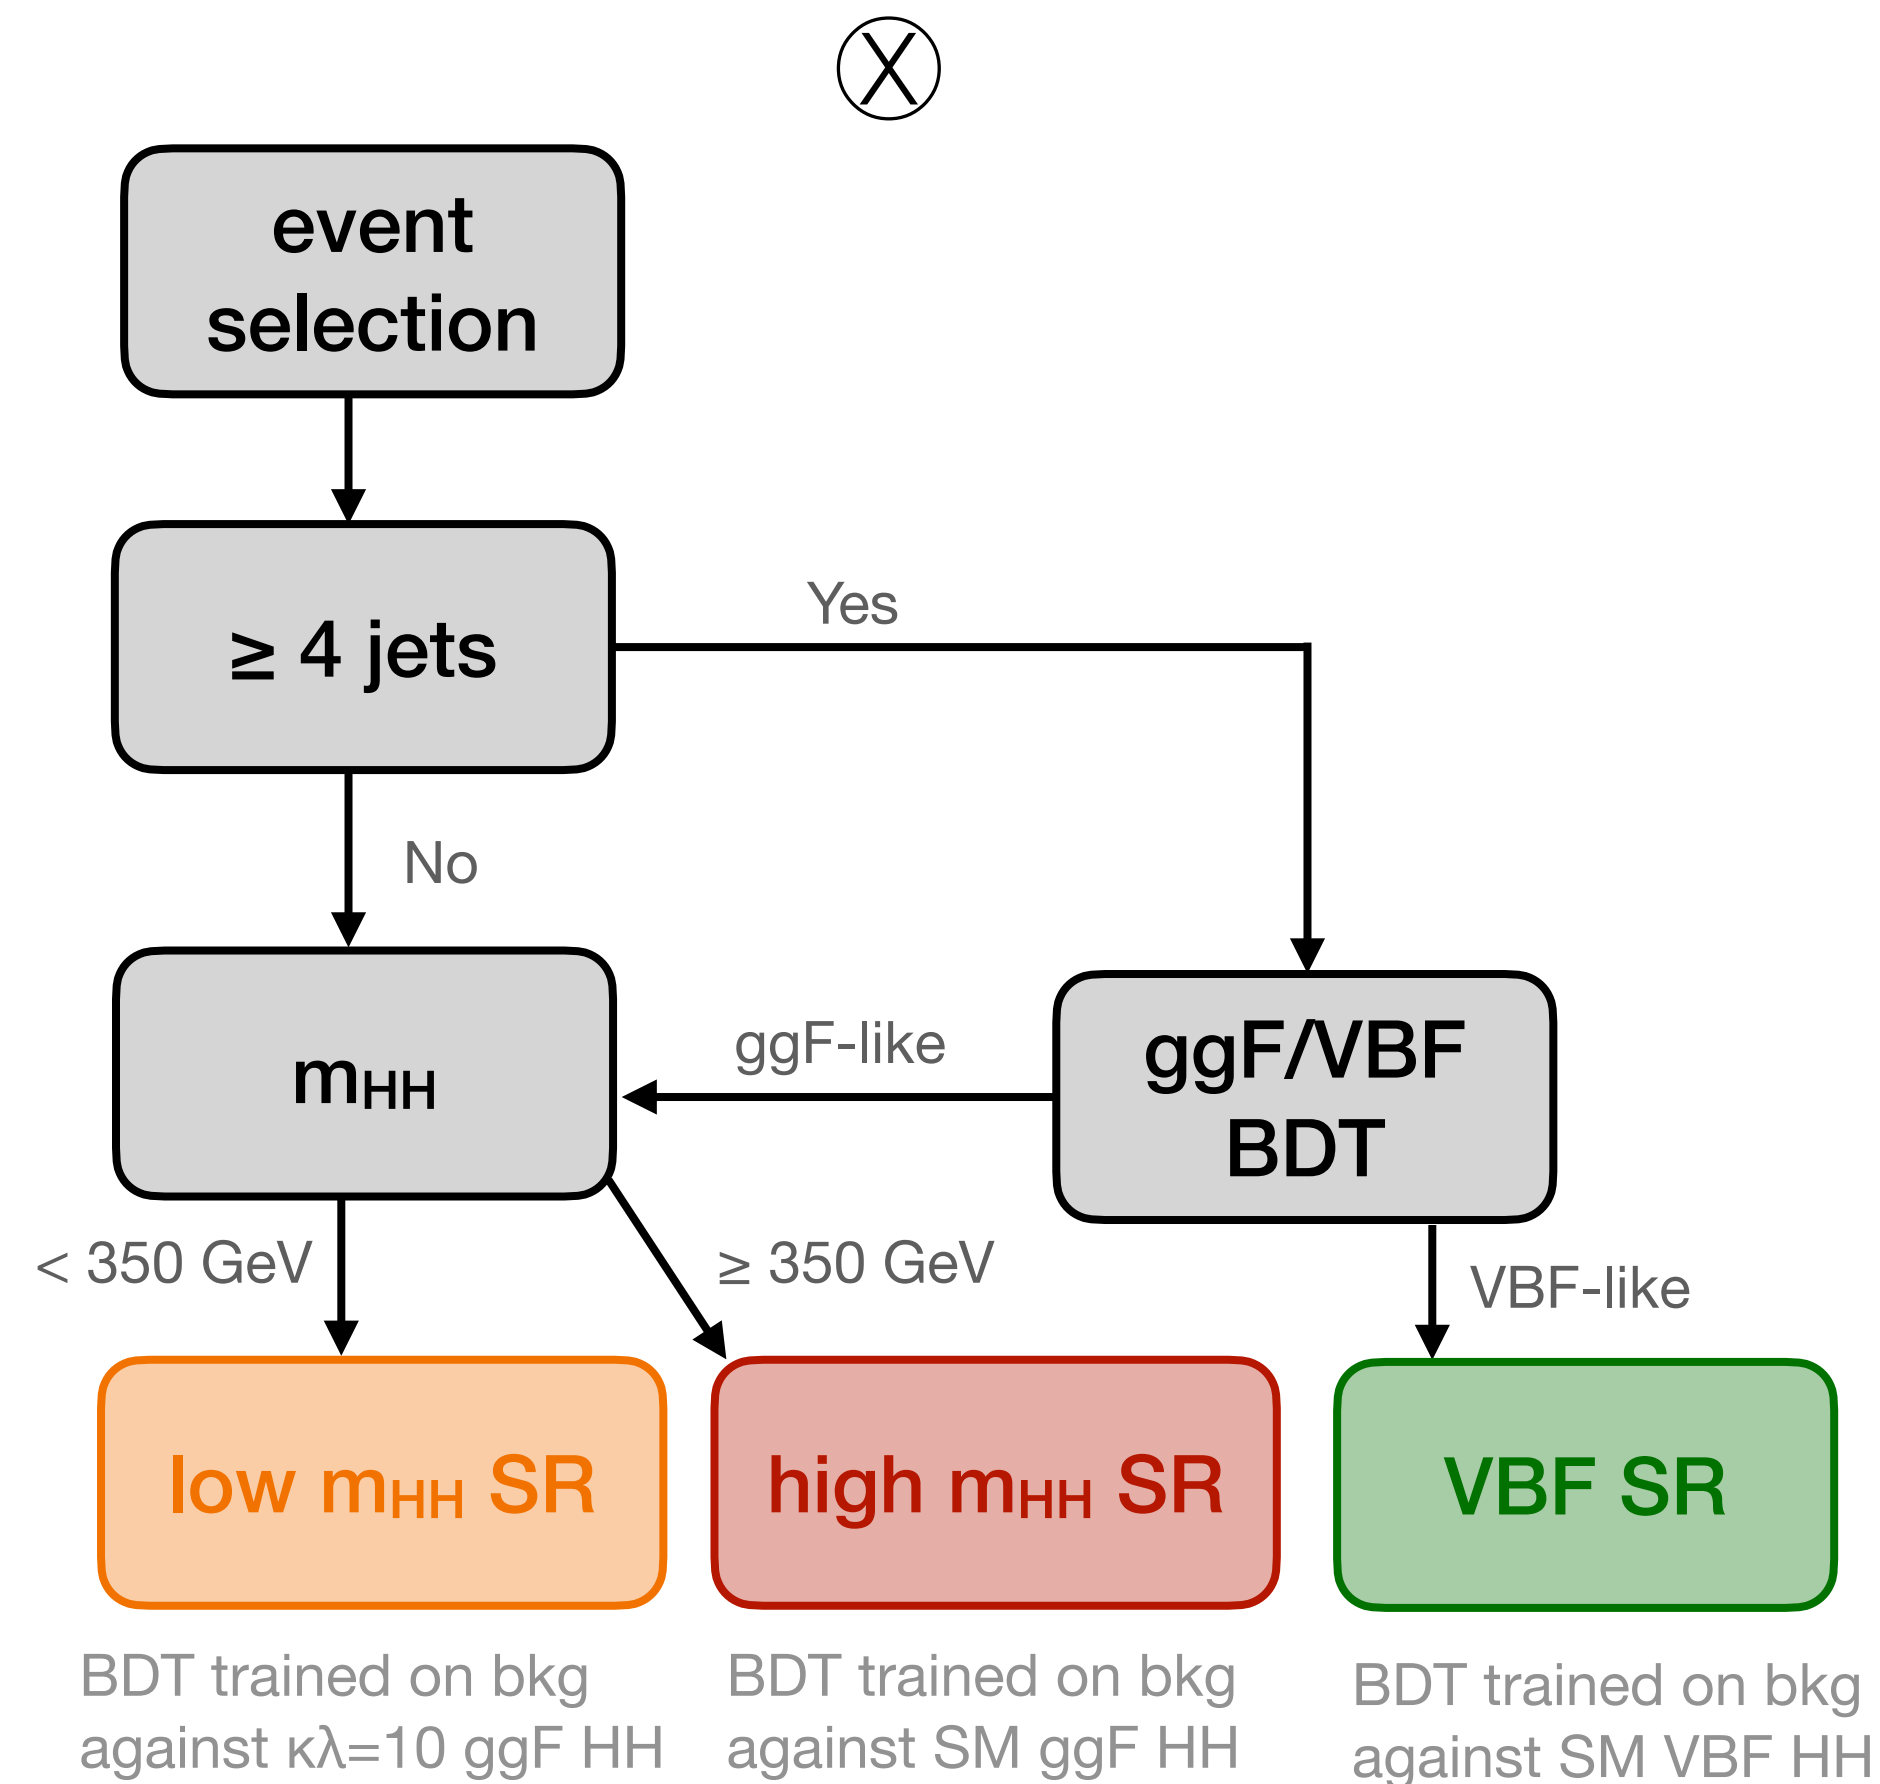 X
event
selection
≥ 4 jets
Yes
No
mHH
ggF-like
ggF/VBF
BDT
< 350 GeV
≥ 350 GeV
VBF-like
low mHH SR
high mHH SR
VBF SR
BDT trained on bkg
against κλ=10 ggF HH
BDT trained on bkg
against SM ggF HH
BDT trained on bkg
against SM VBF HH